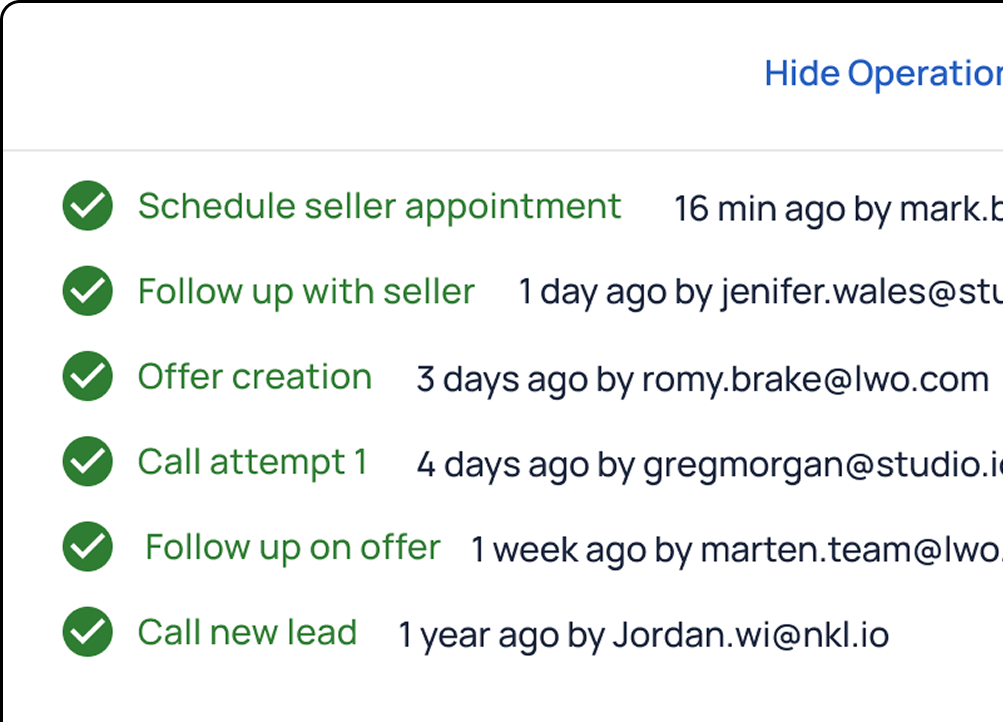 Hide Operation
Schedule seller appointment 16 min ago by mark.b
Follow up with seller 1 day ago by jenifer.wales@stu
Offer creation 3 days ago by romy.brake@lwo.com
Call attempt 1 4 days ago by gregmorgan@studio.i
Follow up on offer 1 week ago by marten.team@lwo.
Call new lead 1 year ago by Jordan.wi@nkl.io